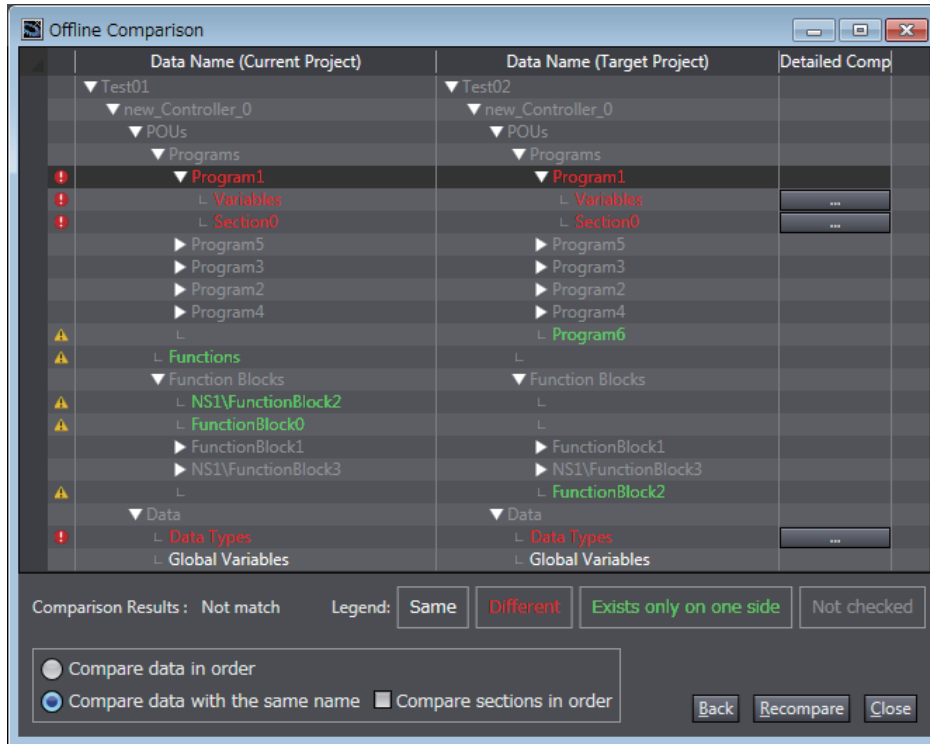 Offline Comparison
Data Name (Current Project) Data Name (Target Project) Detailed Comp
Test01 Test02
new_Controller_0 new_Controller_0
POUs POUs
Programs Programs
Program1 Program1
Variables Variables ...
Section0 Section0 ...
Program5 Program5
Program3 Program3
Program2 Program2
Program4 Program4
Program6
Functions
Function Blocks Function Blocks
NS1\FunctionBlock2
FunctionBlock0
FunctionBlock1 FunctionBlock1
NS1\FunctionBlock3 NS1\FunctionBlock3
FunctionBlock2
Data Data
Data Types Data Types ...
Global Variables Global Variables
Comparison Results : Not match Legend: Same Different Exists only on one side Not checked
Compare data in order
Compare data with the same name Compare sections in order Back Recompare Close